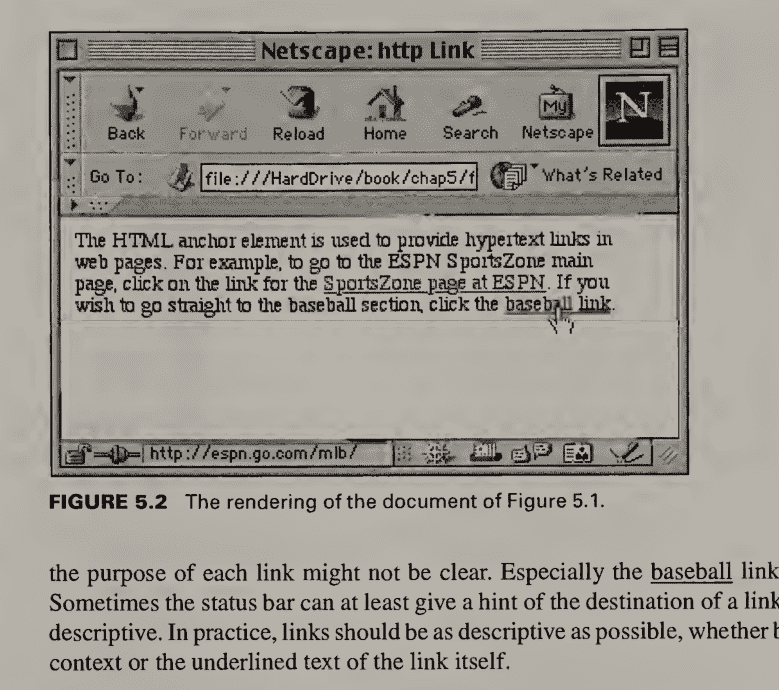 Netscape: http Link
Back Forward Reload Home Search Netscape
My
N
Go To: file:///HardDrive/book/chap5/f What's Related
The HTML anchor element is used to provide hypertext links in
web pages. For example, to go to the ESPN SportsZone main
page, click on the link for the SportsZone page at ESPN. If you
wish to go straight to the baseball section, click the baseball link.
http://espn.go.com/mlb/
FIGURE 5.2 The rendering of the document of Figure 5.1.
the purpose of each link might not be clear. Especially the baseball link
Sometimes the status bar can at least give a hint of the destination of a link
descriptive. In practice, links should be as descriptive as possible, whether b
context or the underlined text of the link itself.